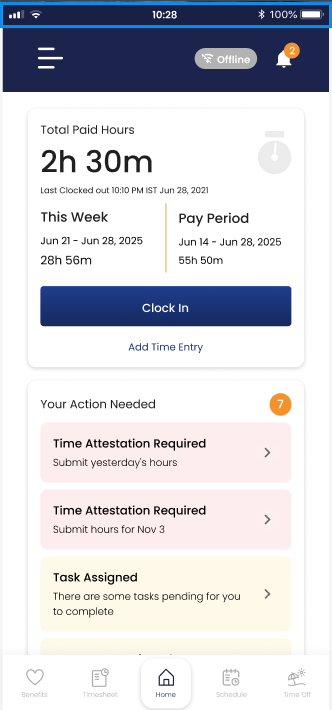 10:28
100%
Offline
2
Total Paid Hours
2h 30m
Last Clocked out 10:10 PM IST Jun 28, 2021
This Week
Jun 21 - Jun 28, 2025
28h 56m
Pay Period
Jun 14 - Jun 28, 2025
55h 50m
Clock In
Add Time Entry
Your Action Needed
7
Time Attestation Required
Submit yesterday's hours
Time Attestation Required
Submit hours for Nov 3
Task Assigned
There are some tasks pending for you
to complete
Benefits
Timesheet
Home
Schedule
Time Off